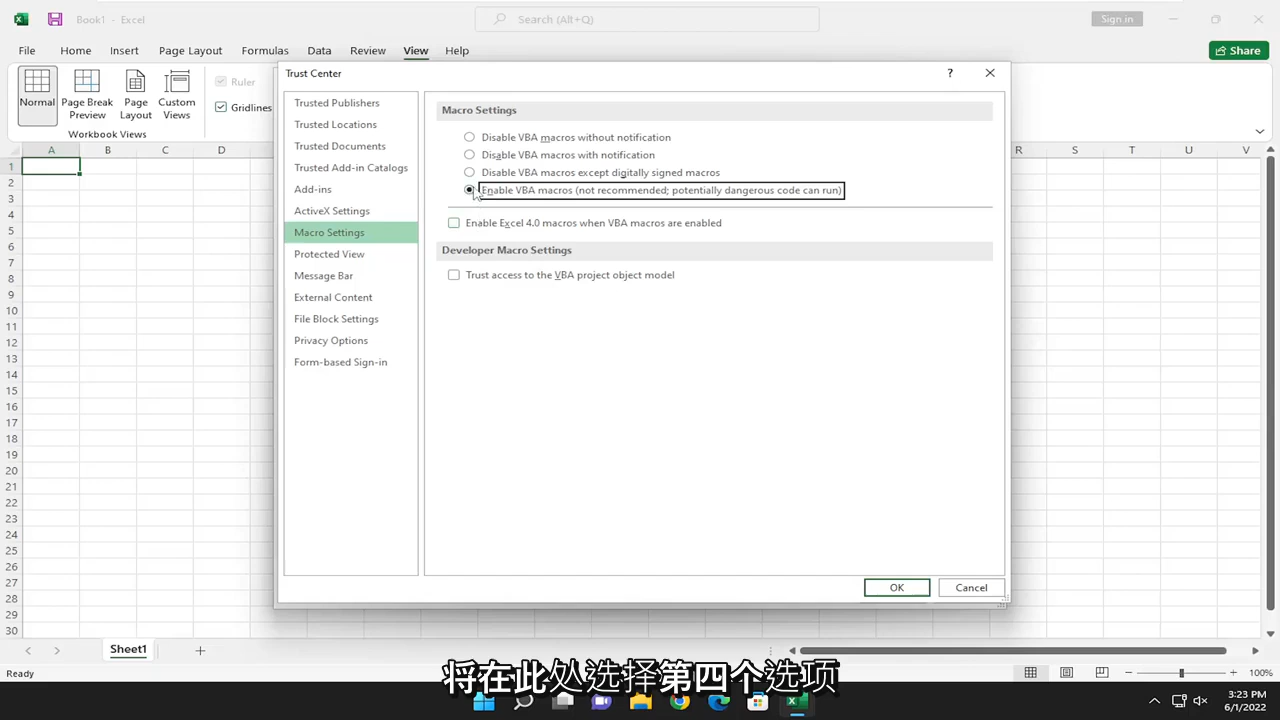 Book1 - Excel
Search (Alt+Q)
Sign in
File Home Insert Page Layout Formulas Data Review View Help
Share
Normal
Page Break Preview
Page Layout
Custom Views
Ruler
Gridlines
Workbook Views
Trust Center
?
Trusted Publishers
Trusted Locations
Trusted Documents
Trusted Add-in Catalogs
Add-ins
ActiveX Settings
Macro Settings
Protected View
Message Bar
External Content
File Block Settings
Privacy Options
Form-based Sign-in
Macro Settings
Disable VBA macros without notification
Disable VBA macros with notification
Disable VBA macros except digitally signed macros
Enable VBA macros (not recommended; potentially dangerous code can run)
Enable Excel 4.0 macros when VBA macros are enabled
Developer Macro Settings
Trust access to the VBA project object model
OK Cancel
A B C D R S T U V
1
2
3
4
5
6
7
8
9
10
11
12
13
14
15
16
17
18
19
20
21
22
23
24
25
26
27
28
29
30
Sheet1
Ready
100%
将在此处选择第四个选项
3:23 PM
6/1/2022